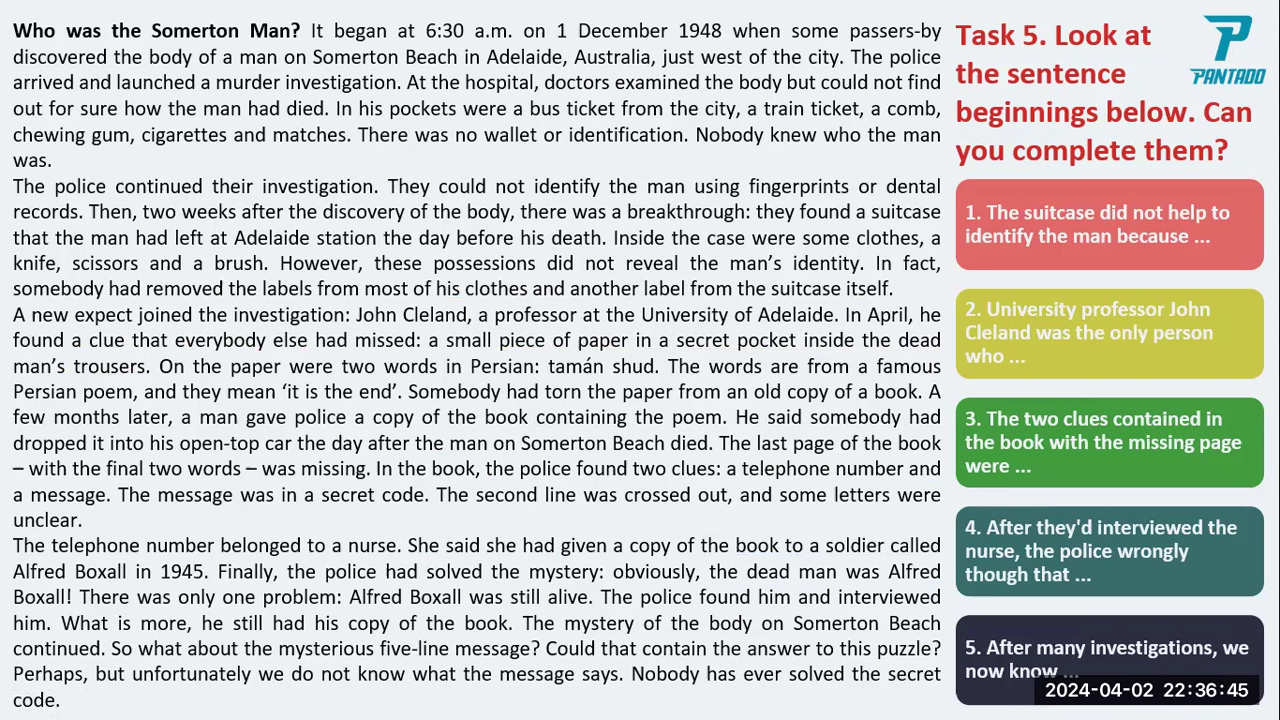 Who was the Somerton Man? It began at 6:30 a.m. on 1 December 1948 when some passers-by
discovered the body of a man on Somerton Beach in Adelaide, Australia, just west of the city. The police
arrived and launched a murder investigation. At the hospital, doctors examined the body but could not find
out for sure how the man had died. In his pockets were a bus ticket from the city, a train ticket, a comb,
chewing gum, cigarettes and matches. There was no wallet or identification. Nobody knew who the man
was.
The police continued their investigation. They could not identify the man using fingerprints or dental
records. Then, two weeks after the discovery of the body, there was a breakthrough: they found a suitcase
that the man had left at Adelaide station the day before his death. Inside the case were some clothes, a
knife, scissors and a brush. However, these possessions did not reveal the man's identity. In fact,
somebody had removed the labels from most of his clothes and another label from the suitcase itself.
A new expect joined the investigation: John Cleland, a professor at the University of Adelaide. In April, he
found a clue that everybody else had missed: a small piece of paper in a secret pocket inside the dead
man's trousers. On the paper were two words in Persian: tamán shud. The words are from a famous
Persian poem, and they mean 'it is the end'. Somebody had torn the paper from an old copy of a book. A
few months later, a man gave police a copy of the book containing the poem. He said somebody had
dropped it into his open-top car the day after the man on Somerton Beach died. The last page of the book
– with the final two words – was missing. In the book, the police found two clues: a telephone number and
a message. The message was in a secret code. The second line was crossed out, and some letters were
unclear.
The telephone number belonged to a nurse. She said she had given a copy of the book to a soldier called
Alfred Boxall in 1945. Finally, the police had solved the mystery: obviously, the dead man was Alfred
Boxall! There was only one problem: Alfred Boxall was still alive. The police found him and interviewed
him. What is more, he still had his copy of the book. The mystery of the body on Somerton Beach
continued. So what about the mysterious five-line message? Could that contain the answer to this puzzle?
Perhaps, but unfortunately we do not know what the message says. Nobody has ever solved the secret
code.
Task 5. Look at
the sentence
beginnings below. Can
you complete them?
PANTADO
1. The suitcase did not help to
identify the man because ...
2. University professor John
Cleland was the only person
who ...
3. The two clues contained in
the book with the missing page
were ...
4. After they'd interviewed the
nurse, the police wrongly
though that ...
5. After many investigations, we
now know ...
2024-04-02 22:36:45